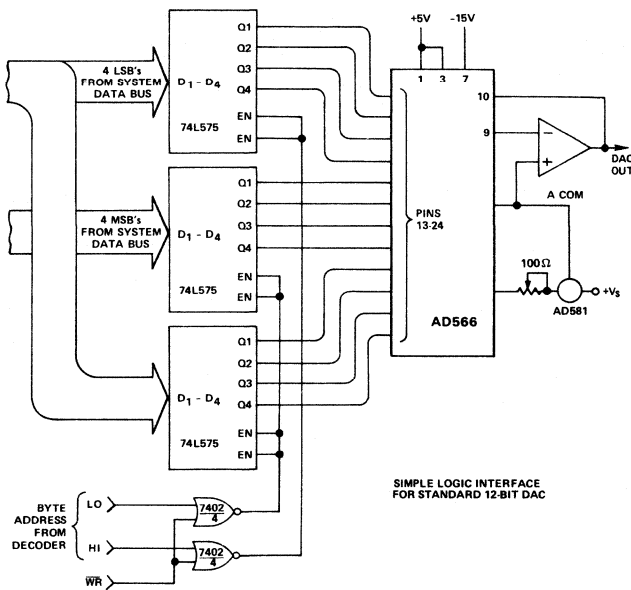 4 LSB's
FROM SYSTEM
DATA BUS
D1 – D4
74L575
Q1
Q2
Q3
Q4
EN
EN
4 MSB's
FROM SYSTEM
DATA BUS
D1 – D4
74L575
Q1
Q2
Q3
Q4
EN
EN
D1 – D4
74L575
Q1
Q2
Q3
Q4
EN
EN
+5V
–15V
1
3
7
10
9
PINS
13-24
AD566
DAC
OUT
A COM
100Ω
AD581
+VS
SIMPLE LOGIC INTERFACE
FOR STANDARD 12-BIT DAC
BYTE
ADDRESS
FROM
DECODER
LO
HI
WR
7402
4
7402
4